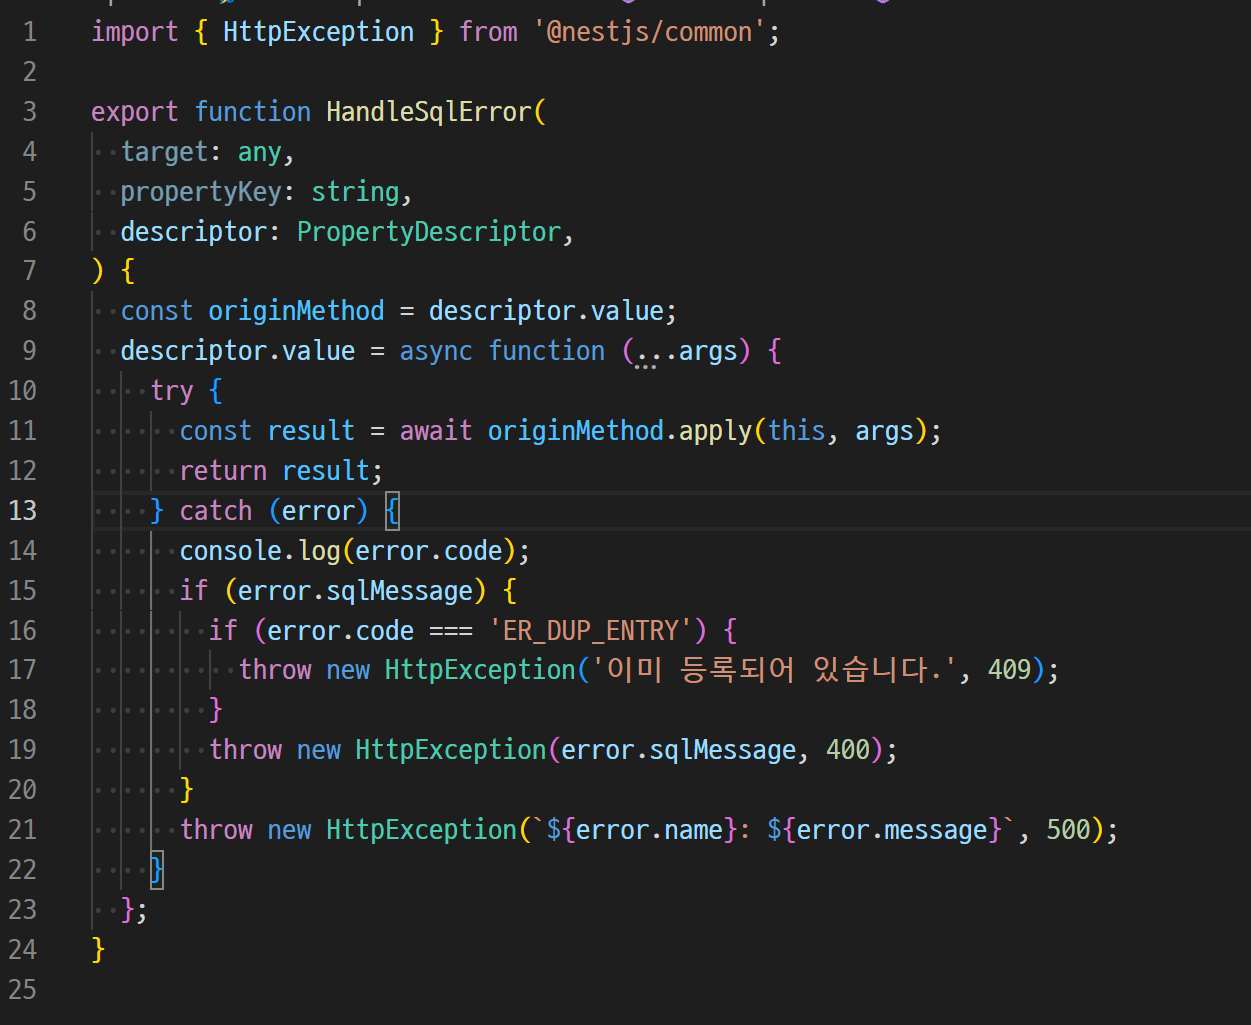 1 import { HttpException } from '@nestjs/common';
2
3 export function HandleSqlError(
4 target: any,
5 propertyKey: string,
6 descriptor: PropertyDescriptor,
7 ) {
8 const originMethod = descriptor.value;
9 descriptor.value = async function (...args) {
10 try {
11 const result = await originMethod.apply(this, args);
12 return result;
13 } catch (error) {
14 console.log(error.code);
15 if (error.sqlMessage) {
16 if (error.code === 'ER_DUP_ENTRY') {
17 throw new HttpException('이미 등록되어 있습니다.', 409);
18 }
19 throw new HttpException(error.sqlMessage, 400);
20 }
21 throw new HttpException(`${error.name}: ${error.message}`, 500);
22 }
23 };
24 }
25